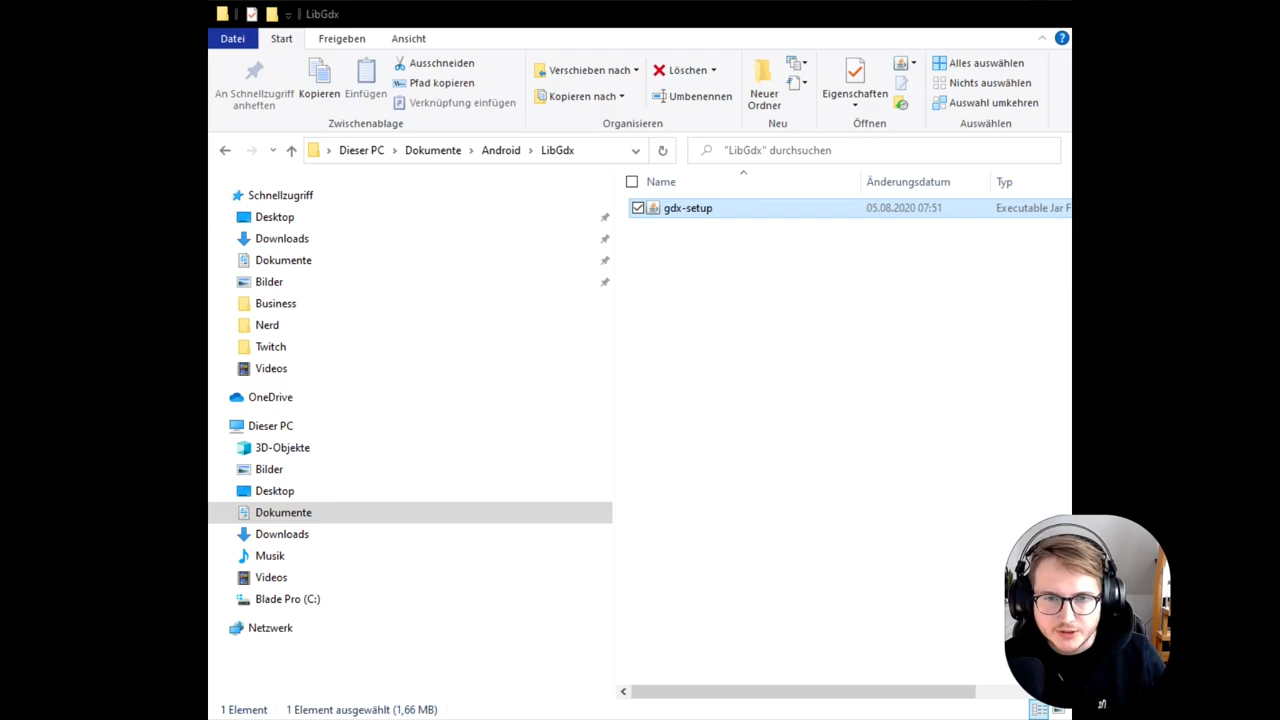 LibGdx
Datei Start Freigeben Ansicht
An Schnellzugriff anheften
Kopieren
Einfügen
Ausschneiden
Pfad kopieren
Verknüpfung einfügen
Zwischenablage
Verschieben nach
Kopieren nach
Löschen
Umbenennen
Organisieren
Neuer Ordner
Neu
Eigenschaften
Öffnen
Alles auswählen
Nichts auswählen
Auswahl umkehren
Auswählen
Dieser PC > Dokumente > Android > LibGdx
"LibGdx" durchsuchen
Name Änderungsdatum Typ
gdx-setup 05.08.2020 07:51 Executable Jar F
Schnellzugriff
Desktop
Downloads
Dokumente
Bilder
Business
Nerd
Twitch
Videos
OneDrive
Dieser PC
3D-Objekte
Bilder
Desktop
Dokumente
Downloads
Musik
Videos
Blade Pro (C:)
Netzwerk
1 Element 1 Element ausgewählt (1,66 MB)